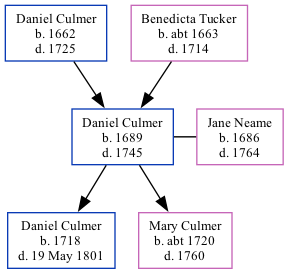 Daniel Culmer
b. 1662
d. 1725
Benedicta Tucker
b. abt 1663
d. 1714
Daniel Culmer
b. 1689
d. 1745
Jane Neame
b. 1686
d. 1764
Daniel Culmer
b. 1718
d. 19 May 1801
Mary Culmer
b. abt 1720
d. 1760